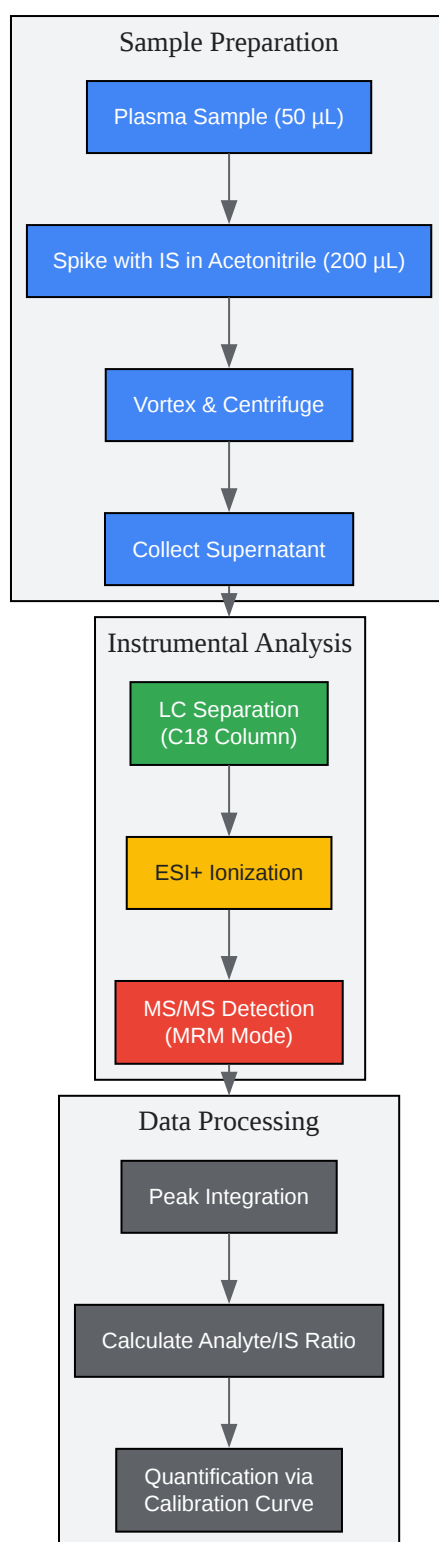 Sample Preparation
Plasma Sample (50 µL)
Spike with IS in Acetonitrile (200 µL)
Vortex & Centrifuge
Collect Supernatant
Instrumental Analysis
LC Separation
(C18 Column)
ESI+ Ionization
MS/MS Detection
(MRM Mode)
Data Processing
Peak Integration
Calculate Analyte/IS Ratio
Quantification via
Calibration Curve